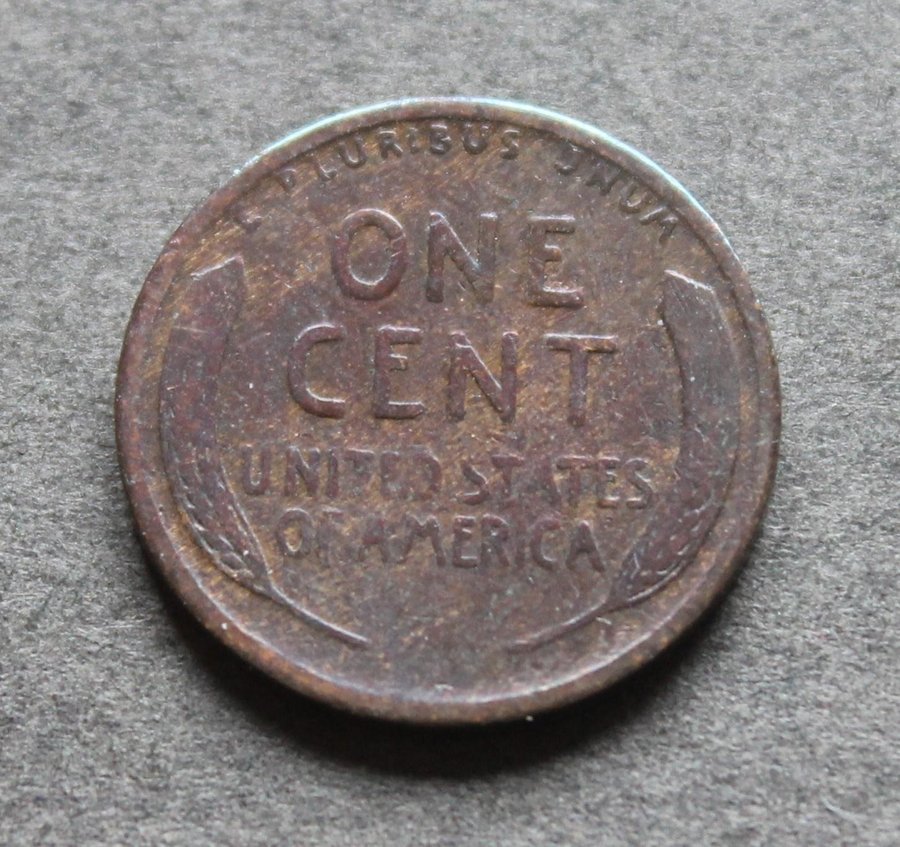 E PLURIBUS UNUM
ONE
CENT
UNITED STATES
OF AMERICA